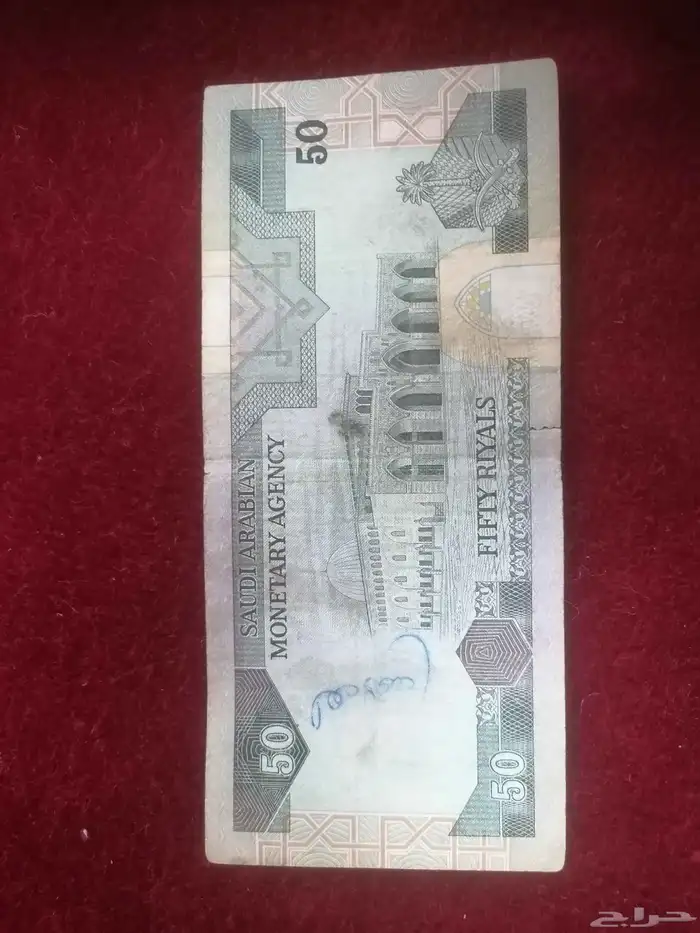 50
SAUDI ARABIAN
MONETARY AGENCY
50
FIFTY RIYALS
50
حراج